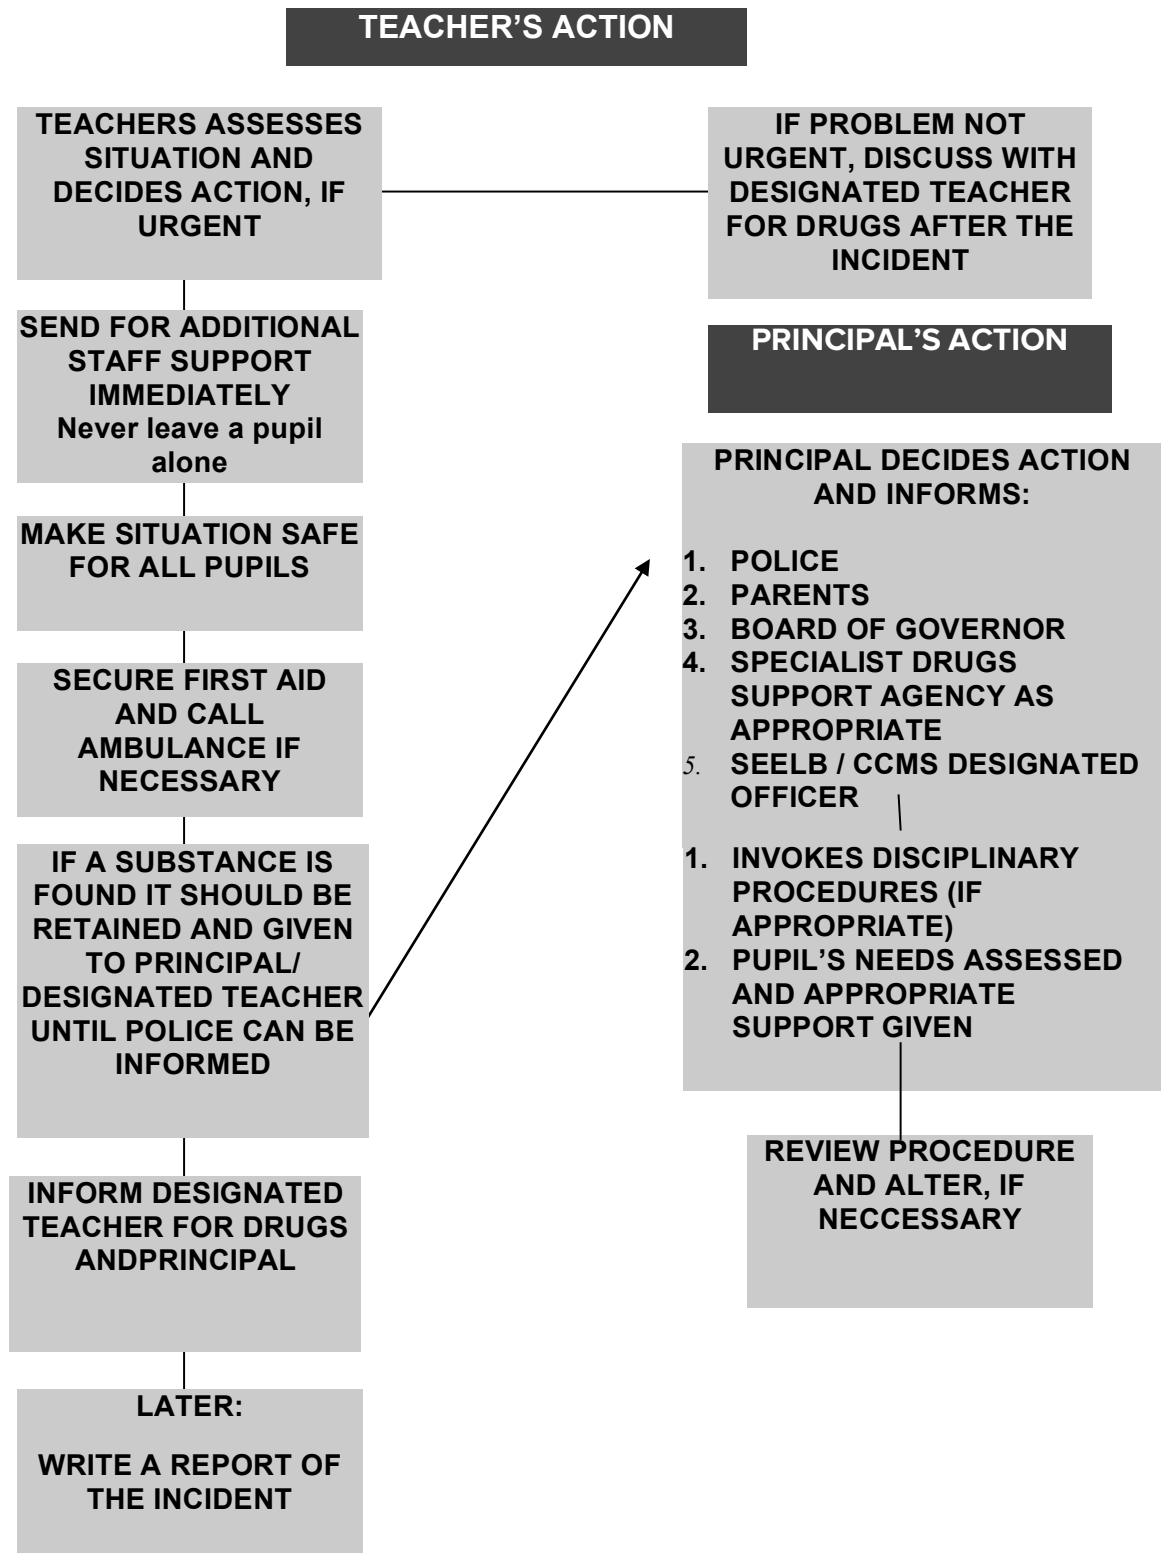 TEACHER’S ACTION
TEACHERS ASSESSES
SITUATION AND
DECIDES ACTION, IF
URGENT
IF PROBLEM NOT
URGENT, DISCUSS WITH
DESIGNATED TEACHER
FOR DRUGS AFTER THE
INCIDENT
SEND FOR ADDITIONAL
STAFF SUPPORT
IMMEDIATELY
Never leave a pupil
alone
MAKE SITUATION SAFE
FOR ALL PUPILS
SECURE FIRST AID
AND CALL
AMBULANCE IF
NECESSARY
IF A SUBSTANCE IS
FOUND IT SHOULD BE
RETAINED AND GIVEN
TO PRINCIPAL/
DESIGNATED TEACHER
UNTIL POLICE CAN BE
INFORMED
INFORM DESIGNATED
TEACHER FOR DRUGS
ANDPRINCIPAL
LATER:
WRITE A REPORT OF
THE INCIDENT
PRINCIPAL’S ACTION
PRINCIPAL DECIDES ACTION
AND INFORMS:
1. POLICE
2. PARENTS
3. BOARD OF GOVERNOR
4. SPECIALIST DRUGS
SUPPORT AGENCY AS
APPROPRIATE
5. SEELB / CCMS DESIGNATED
OFFICER
1. INVOKES DISCIPLINARY
PROCEDURES (IF
APPROPRIATE)
2. PUPIL’S NEEDS ASSESSED
AND APPROPRIATE
SUPPORT GIVEN
REVIEW PROCEDURE
AND ALTER, IF
NECCESSARY